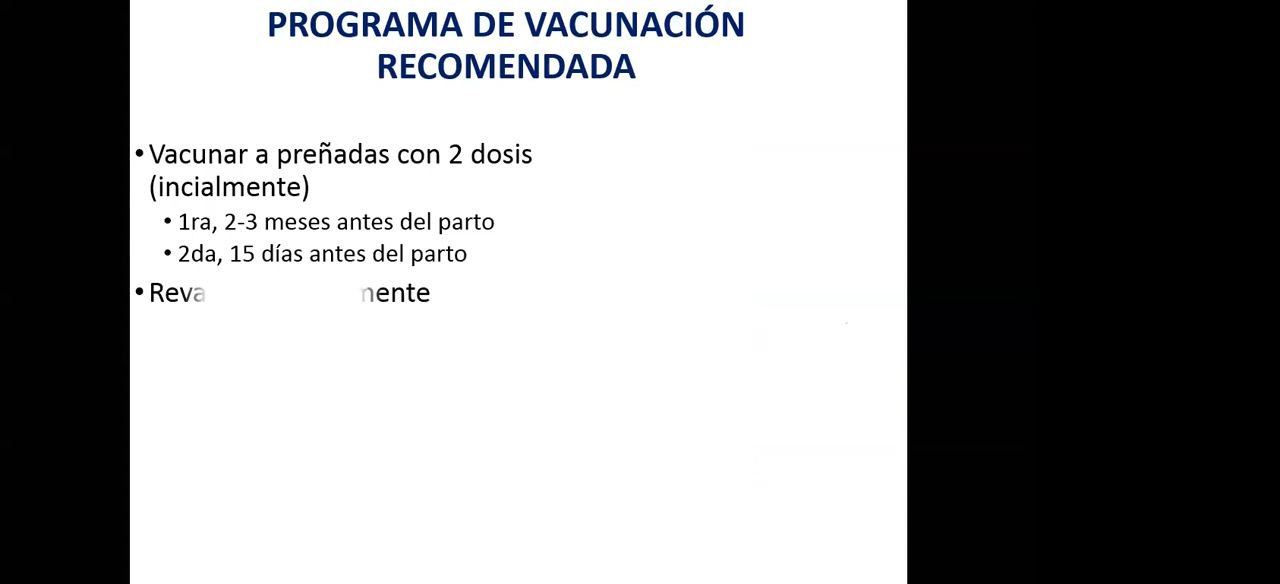 PROGRAMA DE VACUNACIÓN
RECOMENDADA
• Vacunar a preñadas con 2 dosis
(incialmente)
• 1ra, 2-3 meses antes del parto
• 2da, 15 días antes del parto